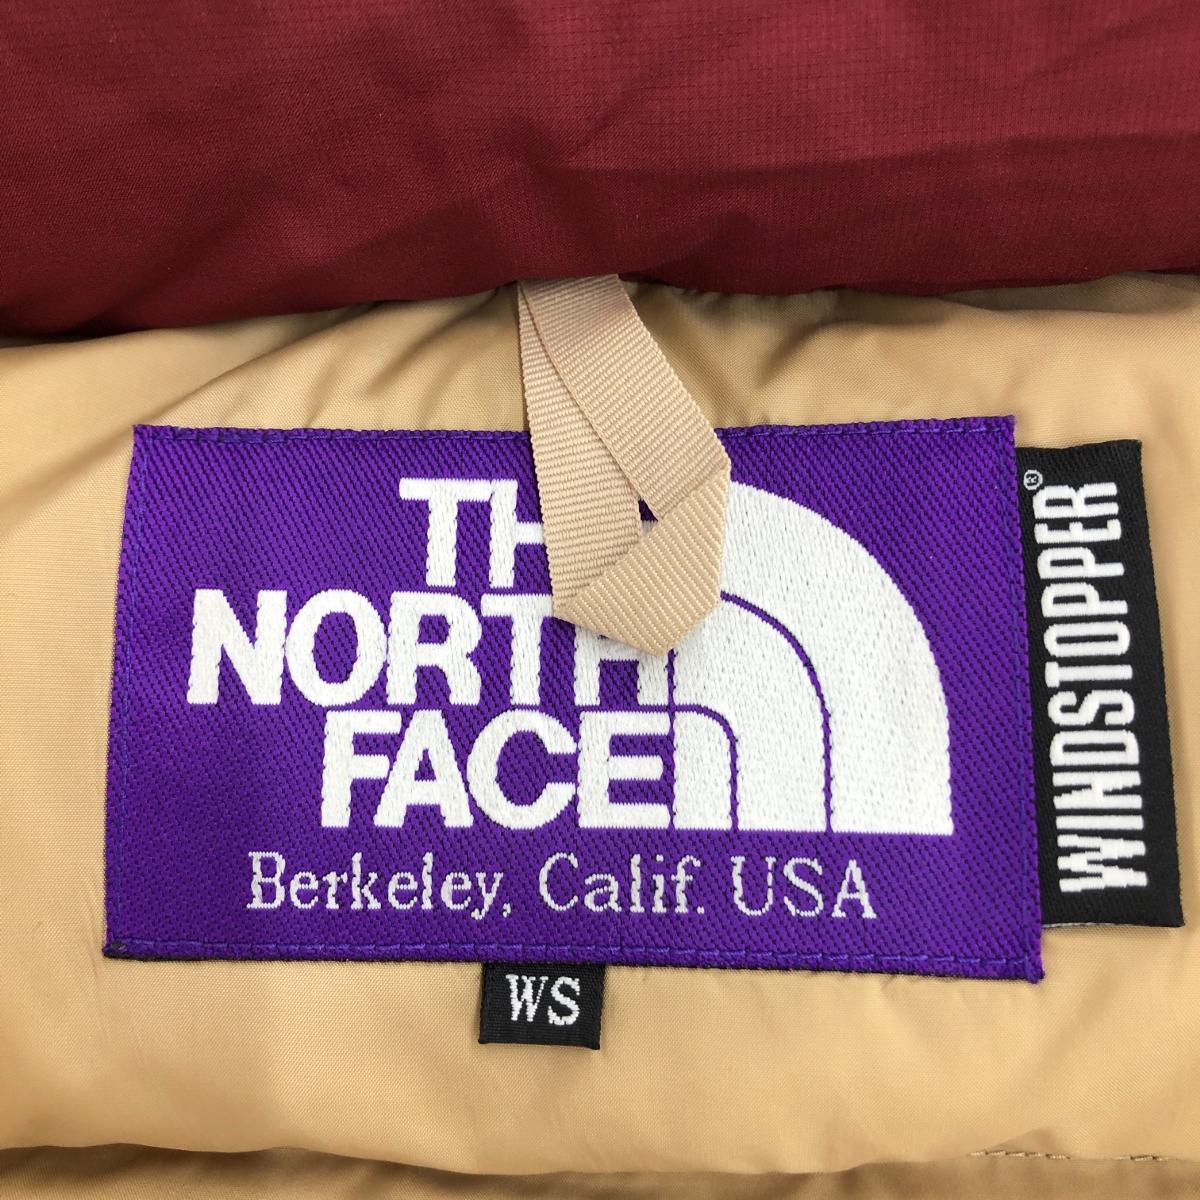 THE
NORTH
FACE
Berkeley, Calif. USA
WS
WINDSTOPPER®